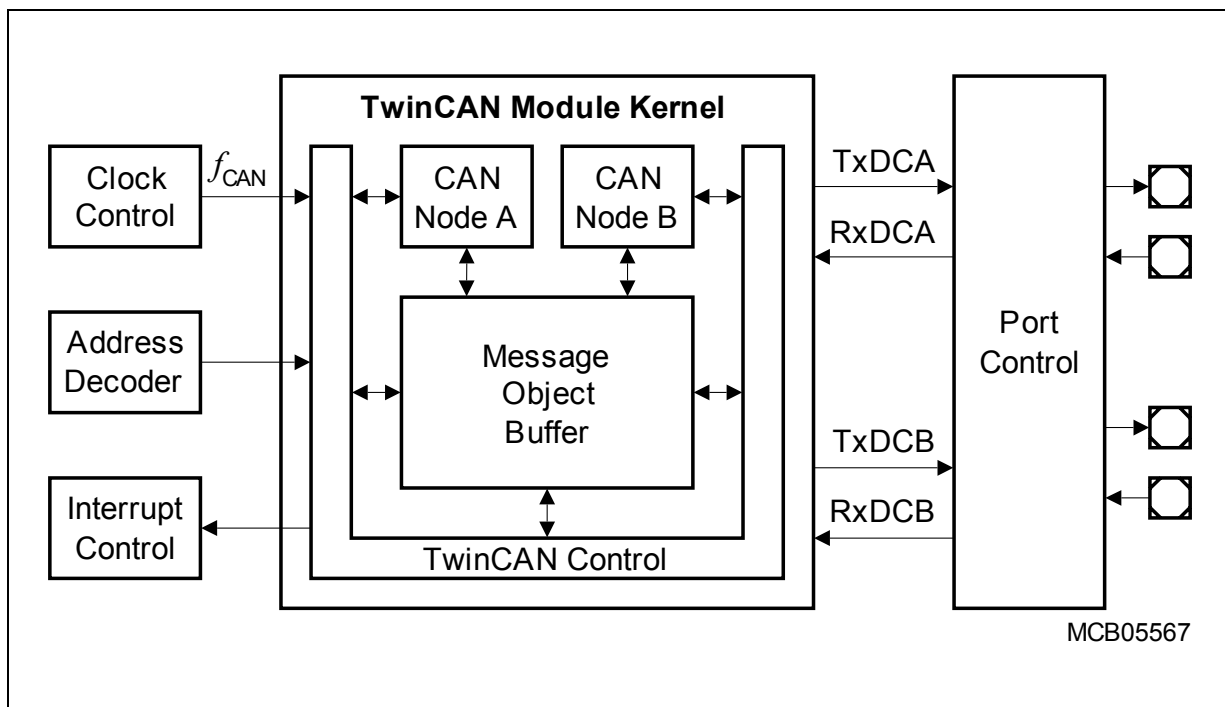 TwinCAN Module Kernel
Clock
Control
fCAN
Address
Decoder
Interrupt
Control
CAN
Node A
CAN
Node B
Message
Object
Buffer
TwinCAN Control
TxDCA
RxDCA
TxDCB
RxDCB
Port
Control
MCB05567